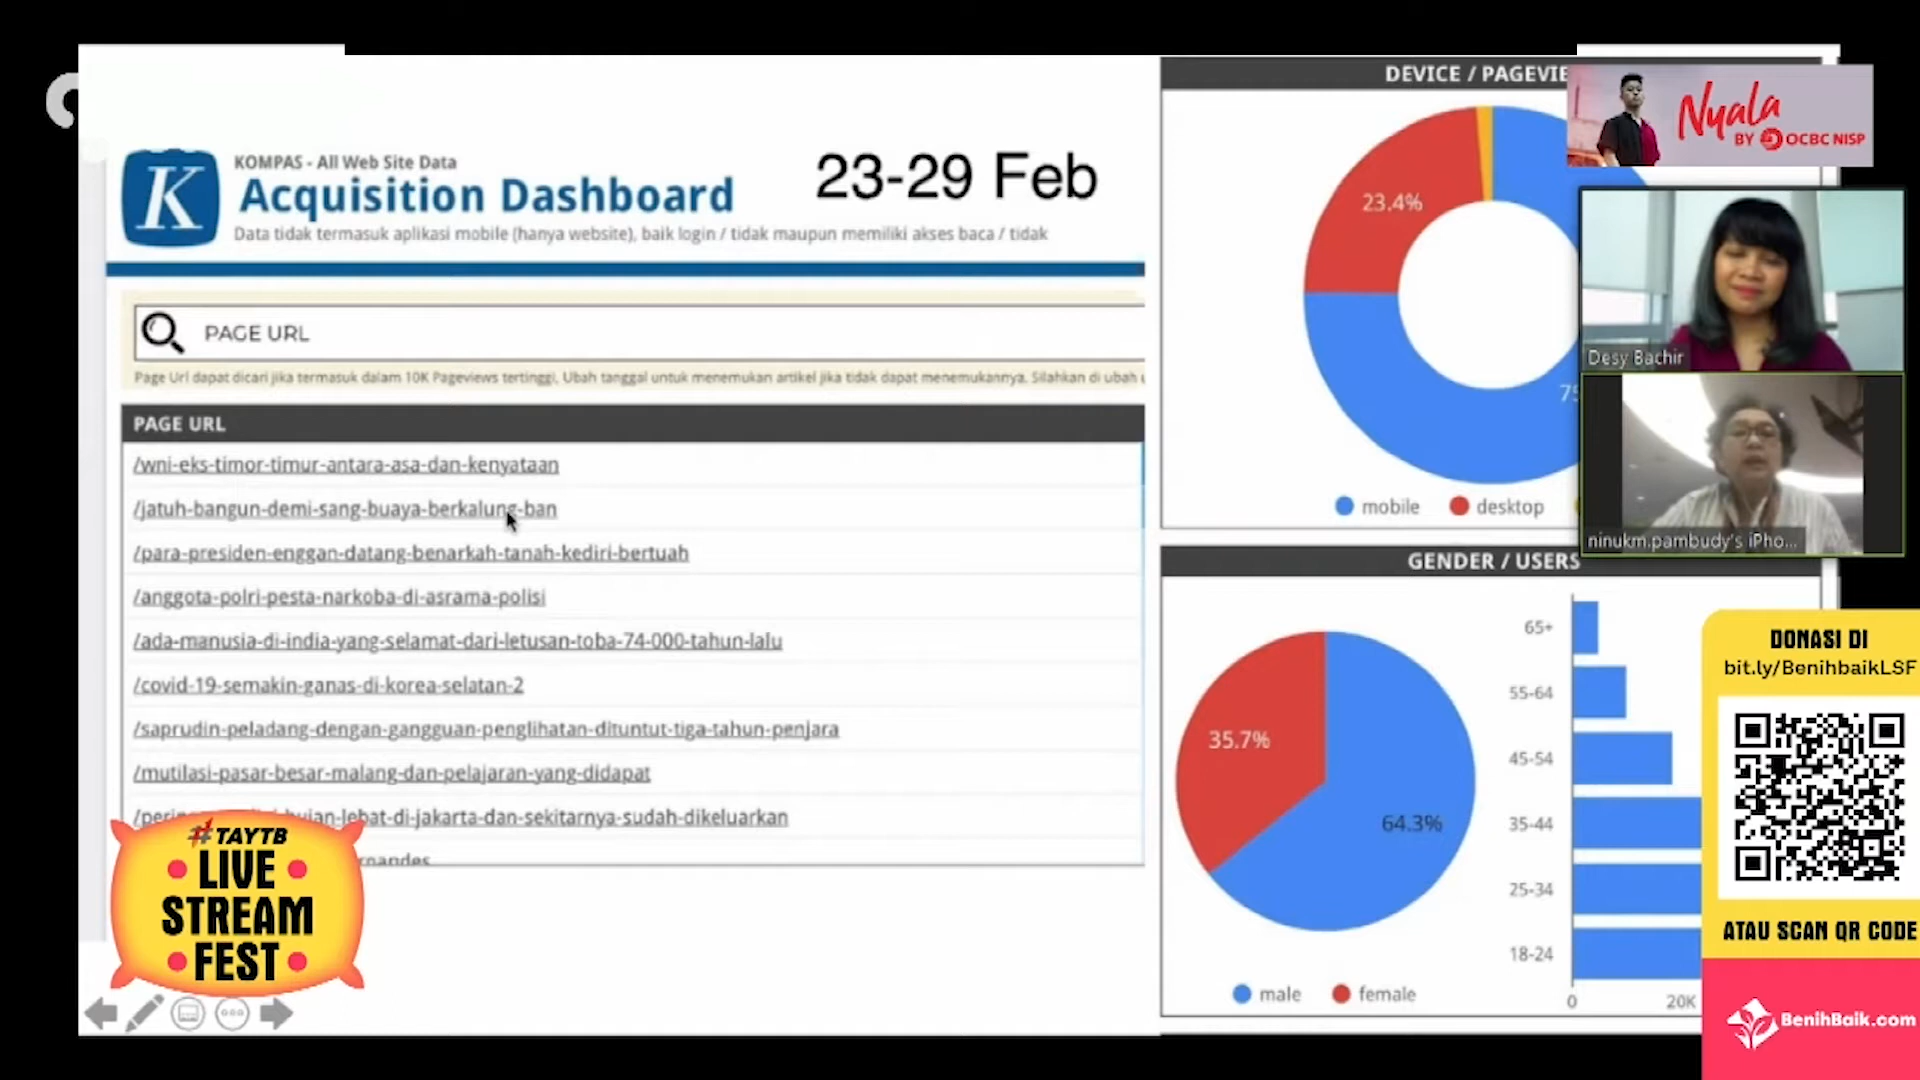 KOMPAS - All Web Site Data
Acquisition Dashboard
23-29 Feb
Data tidak termasuk aplikasi mobile (hanya website), baik login / tidak maupun memiliki akses baca / tidak
PAGE URL
Page Url dapat dicari jika termasuk dalam 10K Pageviews tertinggi. Ubah tanggal untuk menemukan artikel jika tidak dapat menemukannya. Silahkan di ubah
PAGE URL
/wni-eks-timor-timur-antara-asa-dan-kenyataan
/jatuh-bangun-demi-sang-buaya-berkalung-ban
/para-presiden-enggan-datang-benarkah-tanah-kediri-bertuah
/anggota-polri-pesta-narkoba-di-asrama-polisi
/ada-manusia-di-india-yang-selamat-dari-letusan-toba-74-000-tahun-lalu
/covid-19-semakin-ganas-di-korea-selatan-2
/saprudin-peladang-dengan-gangguan-penglihatan-dituntut-tiga-tahun-penjara
/mutilasi-pasar-besar-malang-dan-pelajaran-yang-didapat
-lebat-di-jakarta-dan-sekitarnya-sudah-dikeluarkan
#TAYTB
LIVE
STREAM
FEST
DEVICE /
23.4%
mobile
desktop
GENDER / USERS
35.7%
64.3%
male
female
65+
55-64
45-54
35-44
25-34
18-24
0
20K
Nyala
BY OCBC NISP
Desy Bachir
ninukm.pambudy's iPho...
DONASI DI
bit.ly/BenihbaikLSF
ATAU SCAN QR CODE
BenihBaik.com